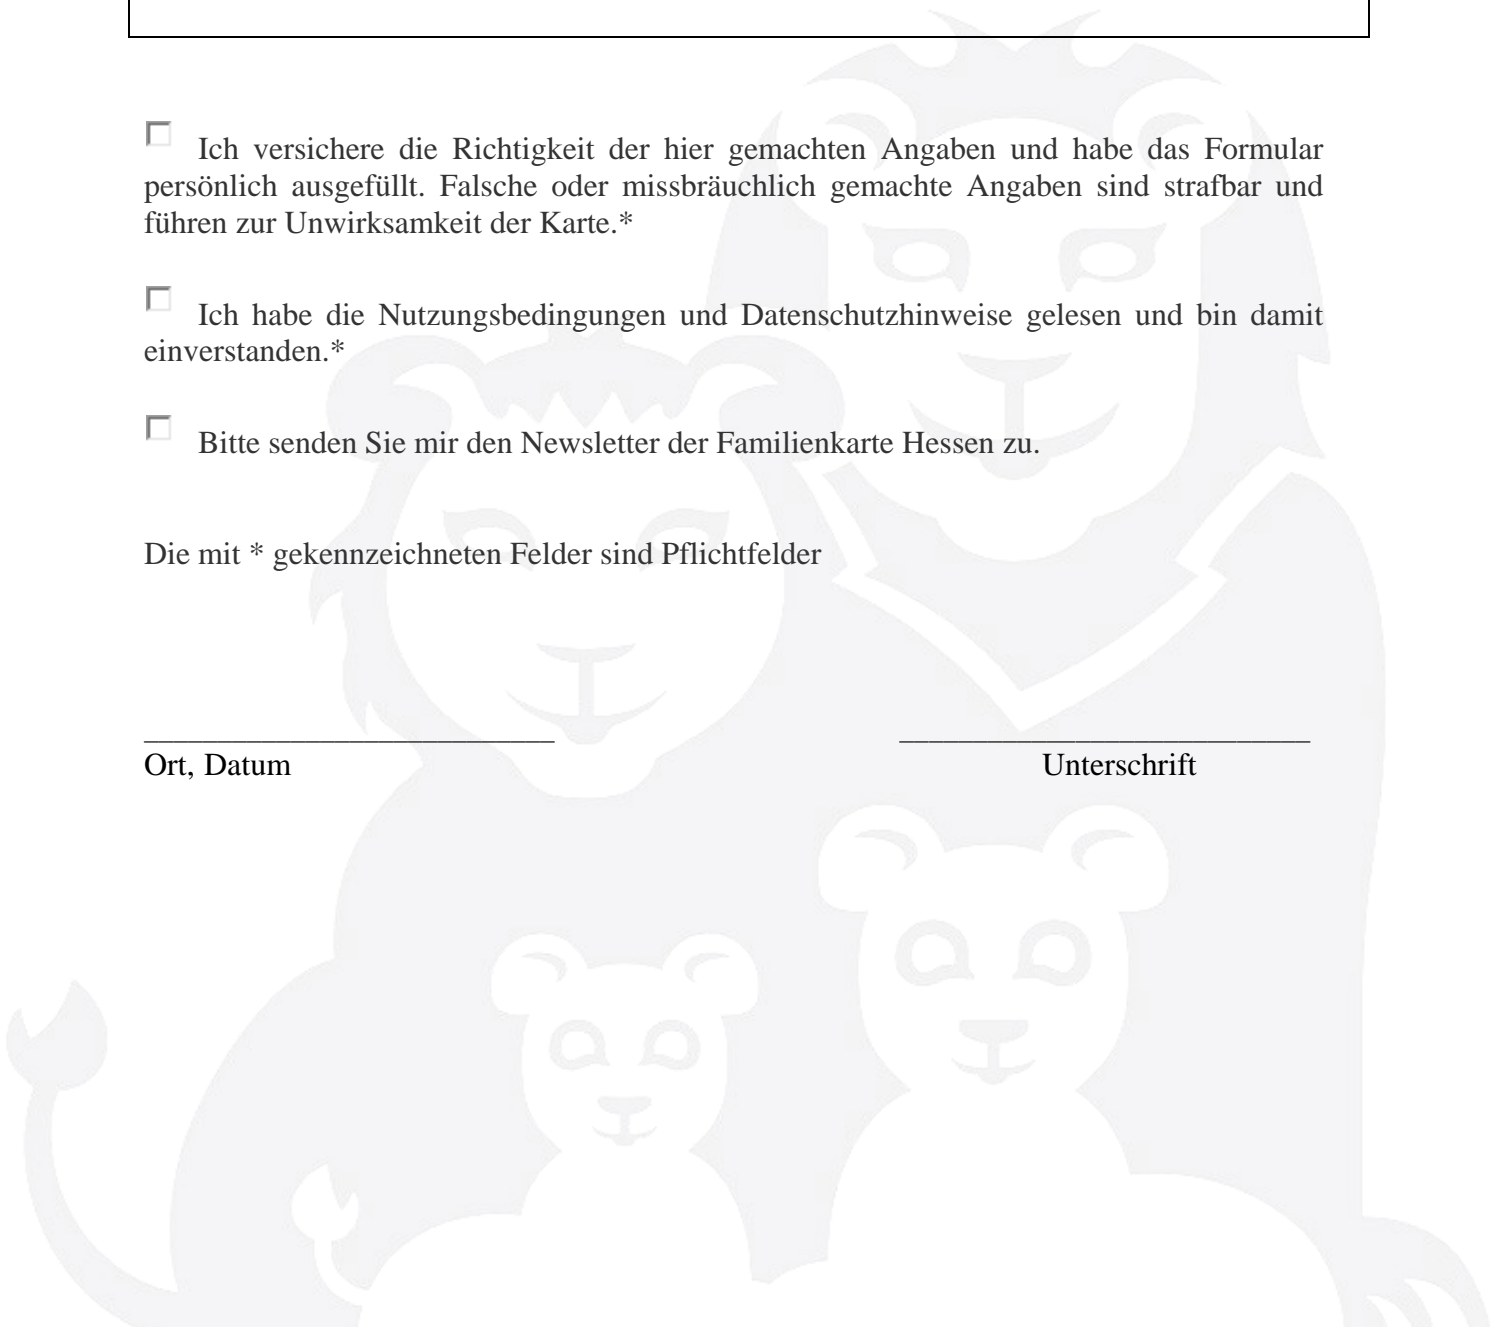 Ich versichere die Richtigkeit der hier gemachten Angaben und habe das Formular
persönlich ausgefüllt. Falsche oder missbräuchlich gemachte Angaben sind strafbar und
führen zur Unwirksamkeit der Karte.*
Ich habe die Nutzungsbedingungen und Datenschutzhinweise gelesen und bin damit
einverstanden.*
Bitte senden Sie mir den Newsletter der Familienkarte Hessen zu.
Die mit * gekennzeichneten Felder sind Pflichtfelder
Ort, Datum Unterschrift